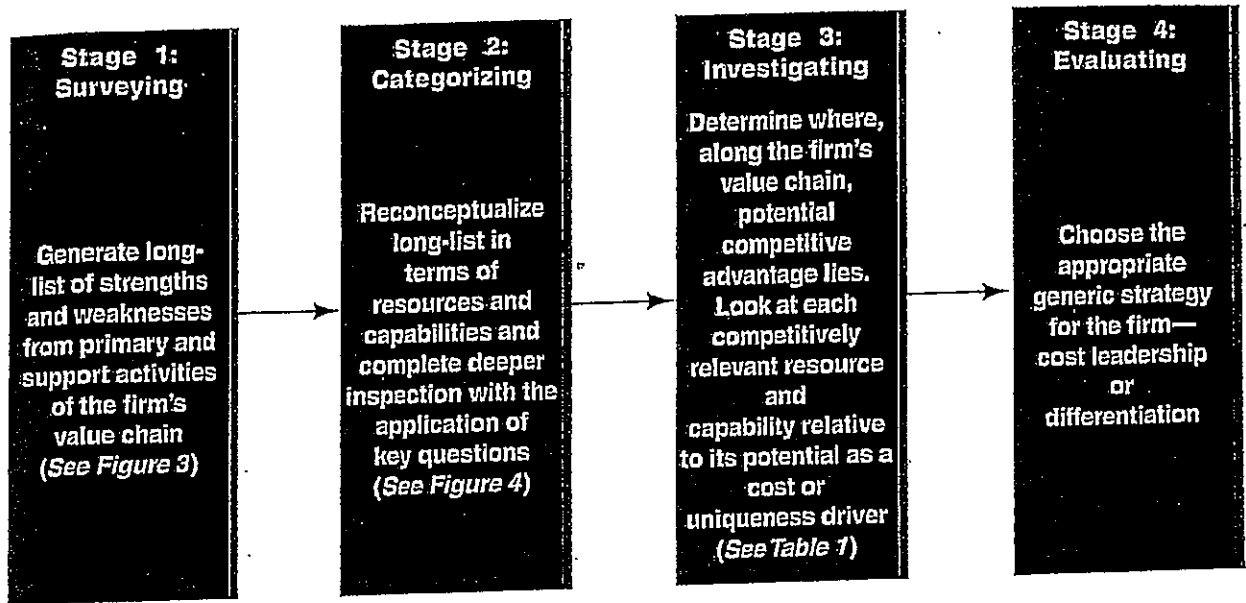 Stage 1:
Surveying
Generate long-
list of strengths
and weaknesses
from primary and
support activities
of the firm's
value chain
(See Figure 3)
Stage 2:
Categorizing
Reconceptualize
long-list in
terms of
resources and
capabilities and
complete deeper
inspection with the
application of
key questions
(See Figure 4)
Stage 3:
Investigating
Determine where,
along the firm's
value chain,
potential
competitive
advantage lies.
Look at each
competitively
relevant resource
and
capability relative
to its potential as a
cost or
uniqueness driver
(See Table 1)
Stage 4:
Evaluating
Choose the
appropriate
generic strategy
for the firm—
cost leadership
or
differentiation